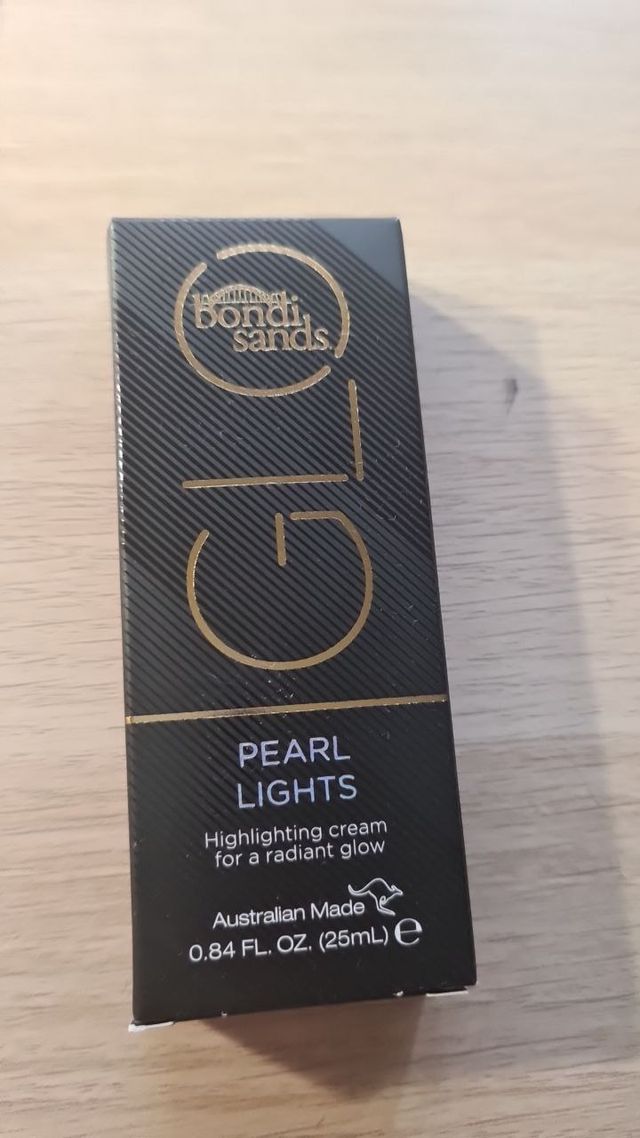 bondi
sands.
GLO
PEARL
LIGHTS
Highlighting cream
for a radiant glow
Australian Made
0.84 FL. OZ. (25mL) e